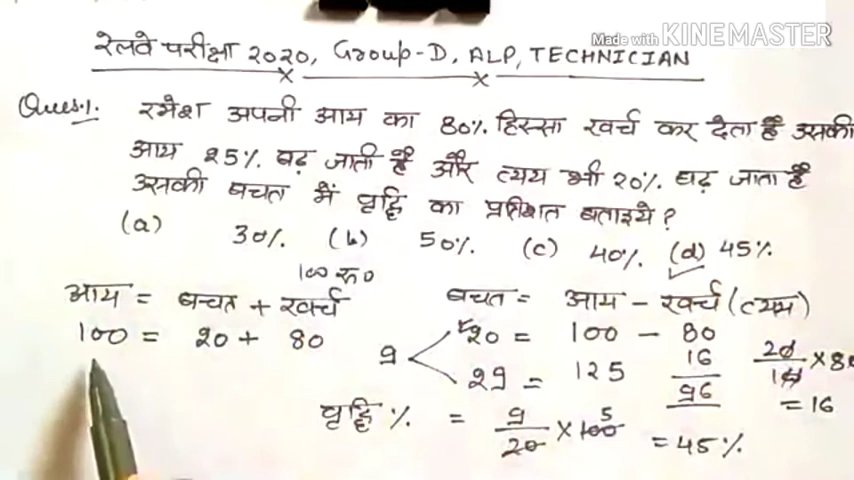 Made with KINEMASTER
रेलवे परीक्षा 2020, Group-D, ALP, TECHNICIAN
Ques:1. रमेश अपनी आय का 80% हिस्सा खर्च कर देता है उसकी
आय 25% बढ़ जाती है और व्यय भी 20% बढ़ जाता है
उसकी बचत में वृद्धि का प्रतिशत बताइये?
(a) 30% (b) 50% (c) 40% (d) 45%
100 रु०
आय = बचत + खर्च
100 = 20 + 80
बचत = आय - खर्च (व्यय)
9 20 = 100 - 80
29 = 125 16 96
20/100 × 80
= 16
वृद्धि % = 9/20 × 100 5 = 45%